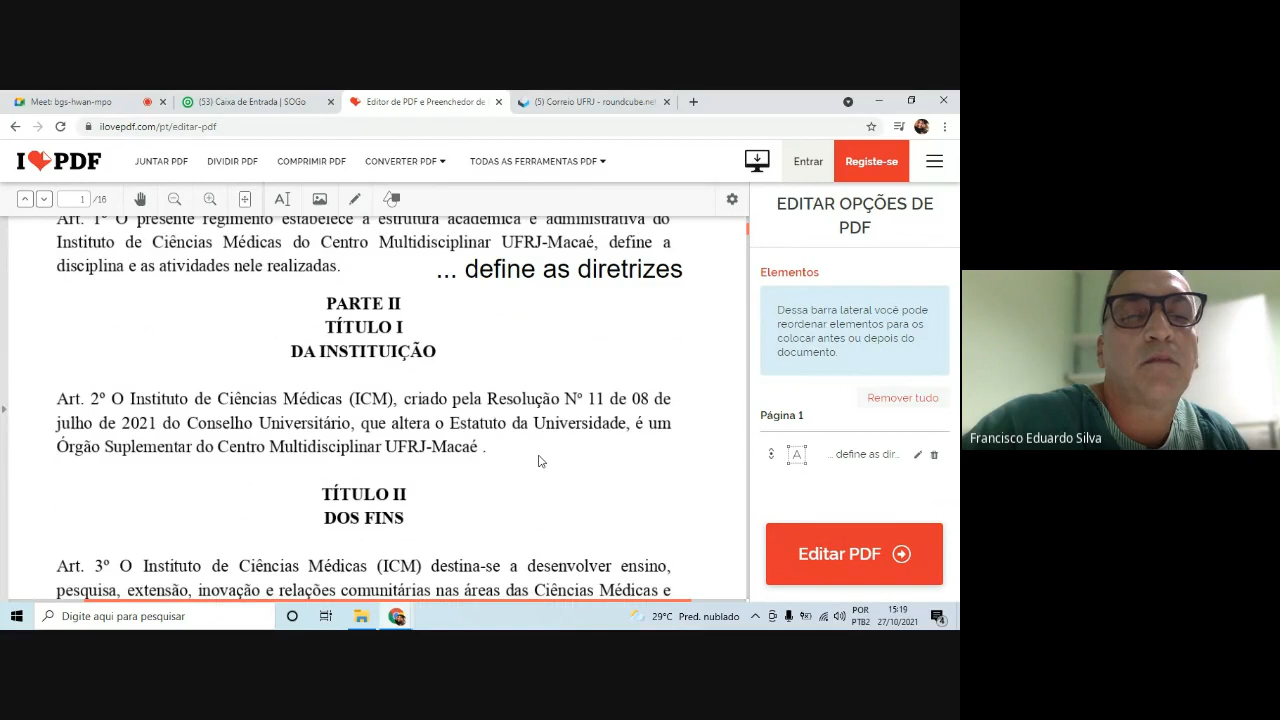 Meet: bgs-hwan-mpo
(53) Caixa de Entrada | SOGo
Editor de PDF e Preenchedor de
(5) Correio UFRJ - roundcube.net
ilovepdf.com/pt/editar-pdf
I PDF
JUNTAR PDF
DIVIDIR PDF
COMPRIMIR PDF
CONVERTER PDF
TODAS AS FERRAMENTAS PDF
Entrar
Registe-se
1 /16
Art. 1º O presente regimento estabelece a estrutura acadêmica e administrativa do
Instituto de Ciências Médicas do Centro Multidisciplinar UFRJ-Macaé, define a
disciplina e as atividades nele realizadas.
... define as diretrizes
PARTE II
TÍTULO I
DA INSTITUIÇÃO
Art. 2º O Instituto de Ciências Médicas (ICM), criado pela Resolução Nº 11 de 08 de
julho de 2021 do Conselho Universitário, que altera o Estatuto da Universidade, é um
Órgão Suplementar do Centro Multidisciplinar UFRJ-Macaé .
TÍTULO II
DOS FINS
Art. 3º O Instituto de Ciências Médicas (ICM) destina-se a desenvolver ensino,
pesquisa, extensão, inovação e relações comunitárias nas áreas das Ciências Médicas e
EDITAR OPÇÕES DE
PDF
Elementos
Dessa barra lateral você pode
reordenar elementos para os
colocar antes ou depois do
documento.
Remover tudo
Página 1
A
... define as dir...
Editar PDF
Francisco Eduardo Silva
Digite aqui para pesquisar
29°C Pred. nublado
POR
PTB2
15:19
27/10/2021
4